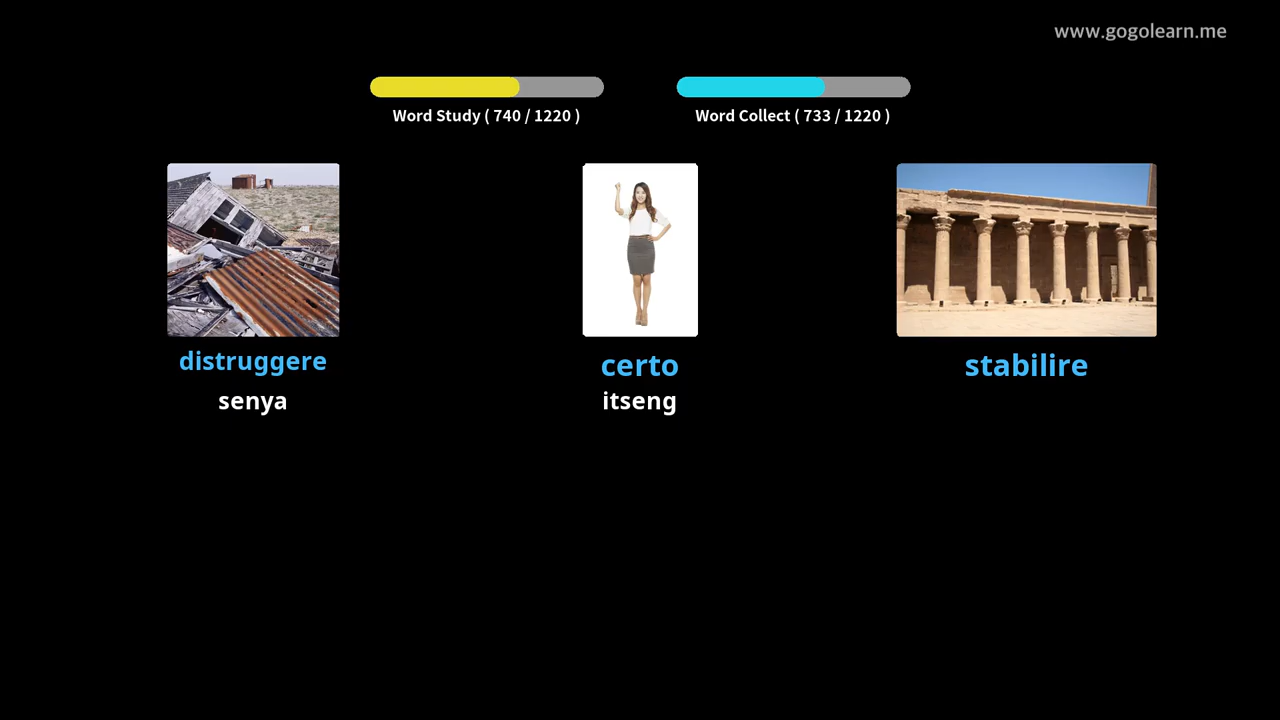 www.gogolearn.me
Word Study ( 740 / 1220 )
Word Collect ( 733 / 1220 )
distruggere
certo
stabilire
senya
itseng